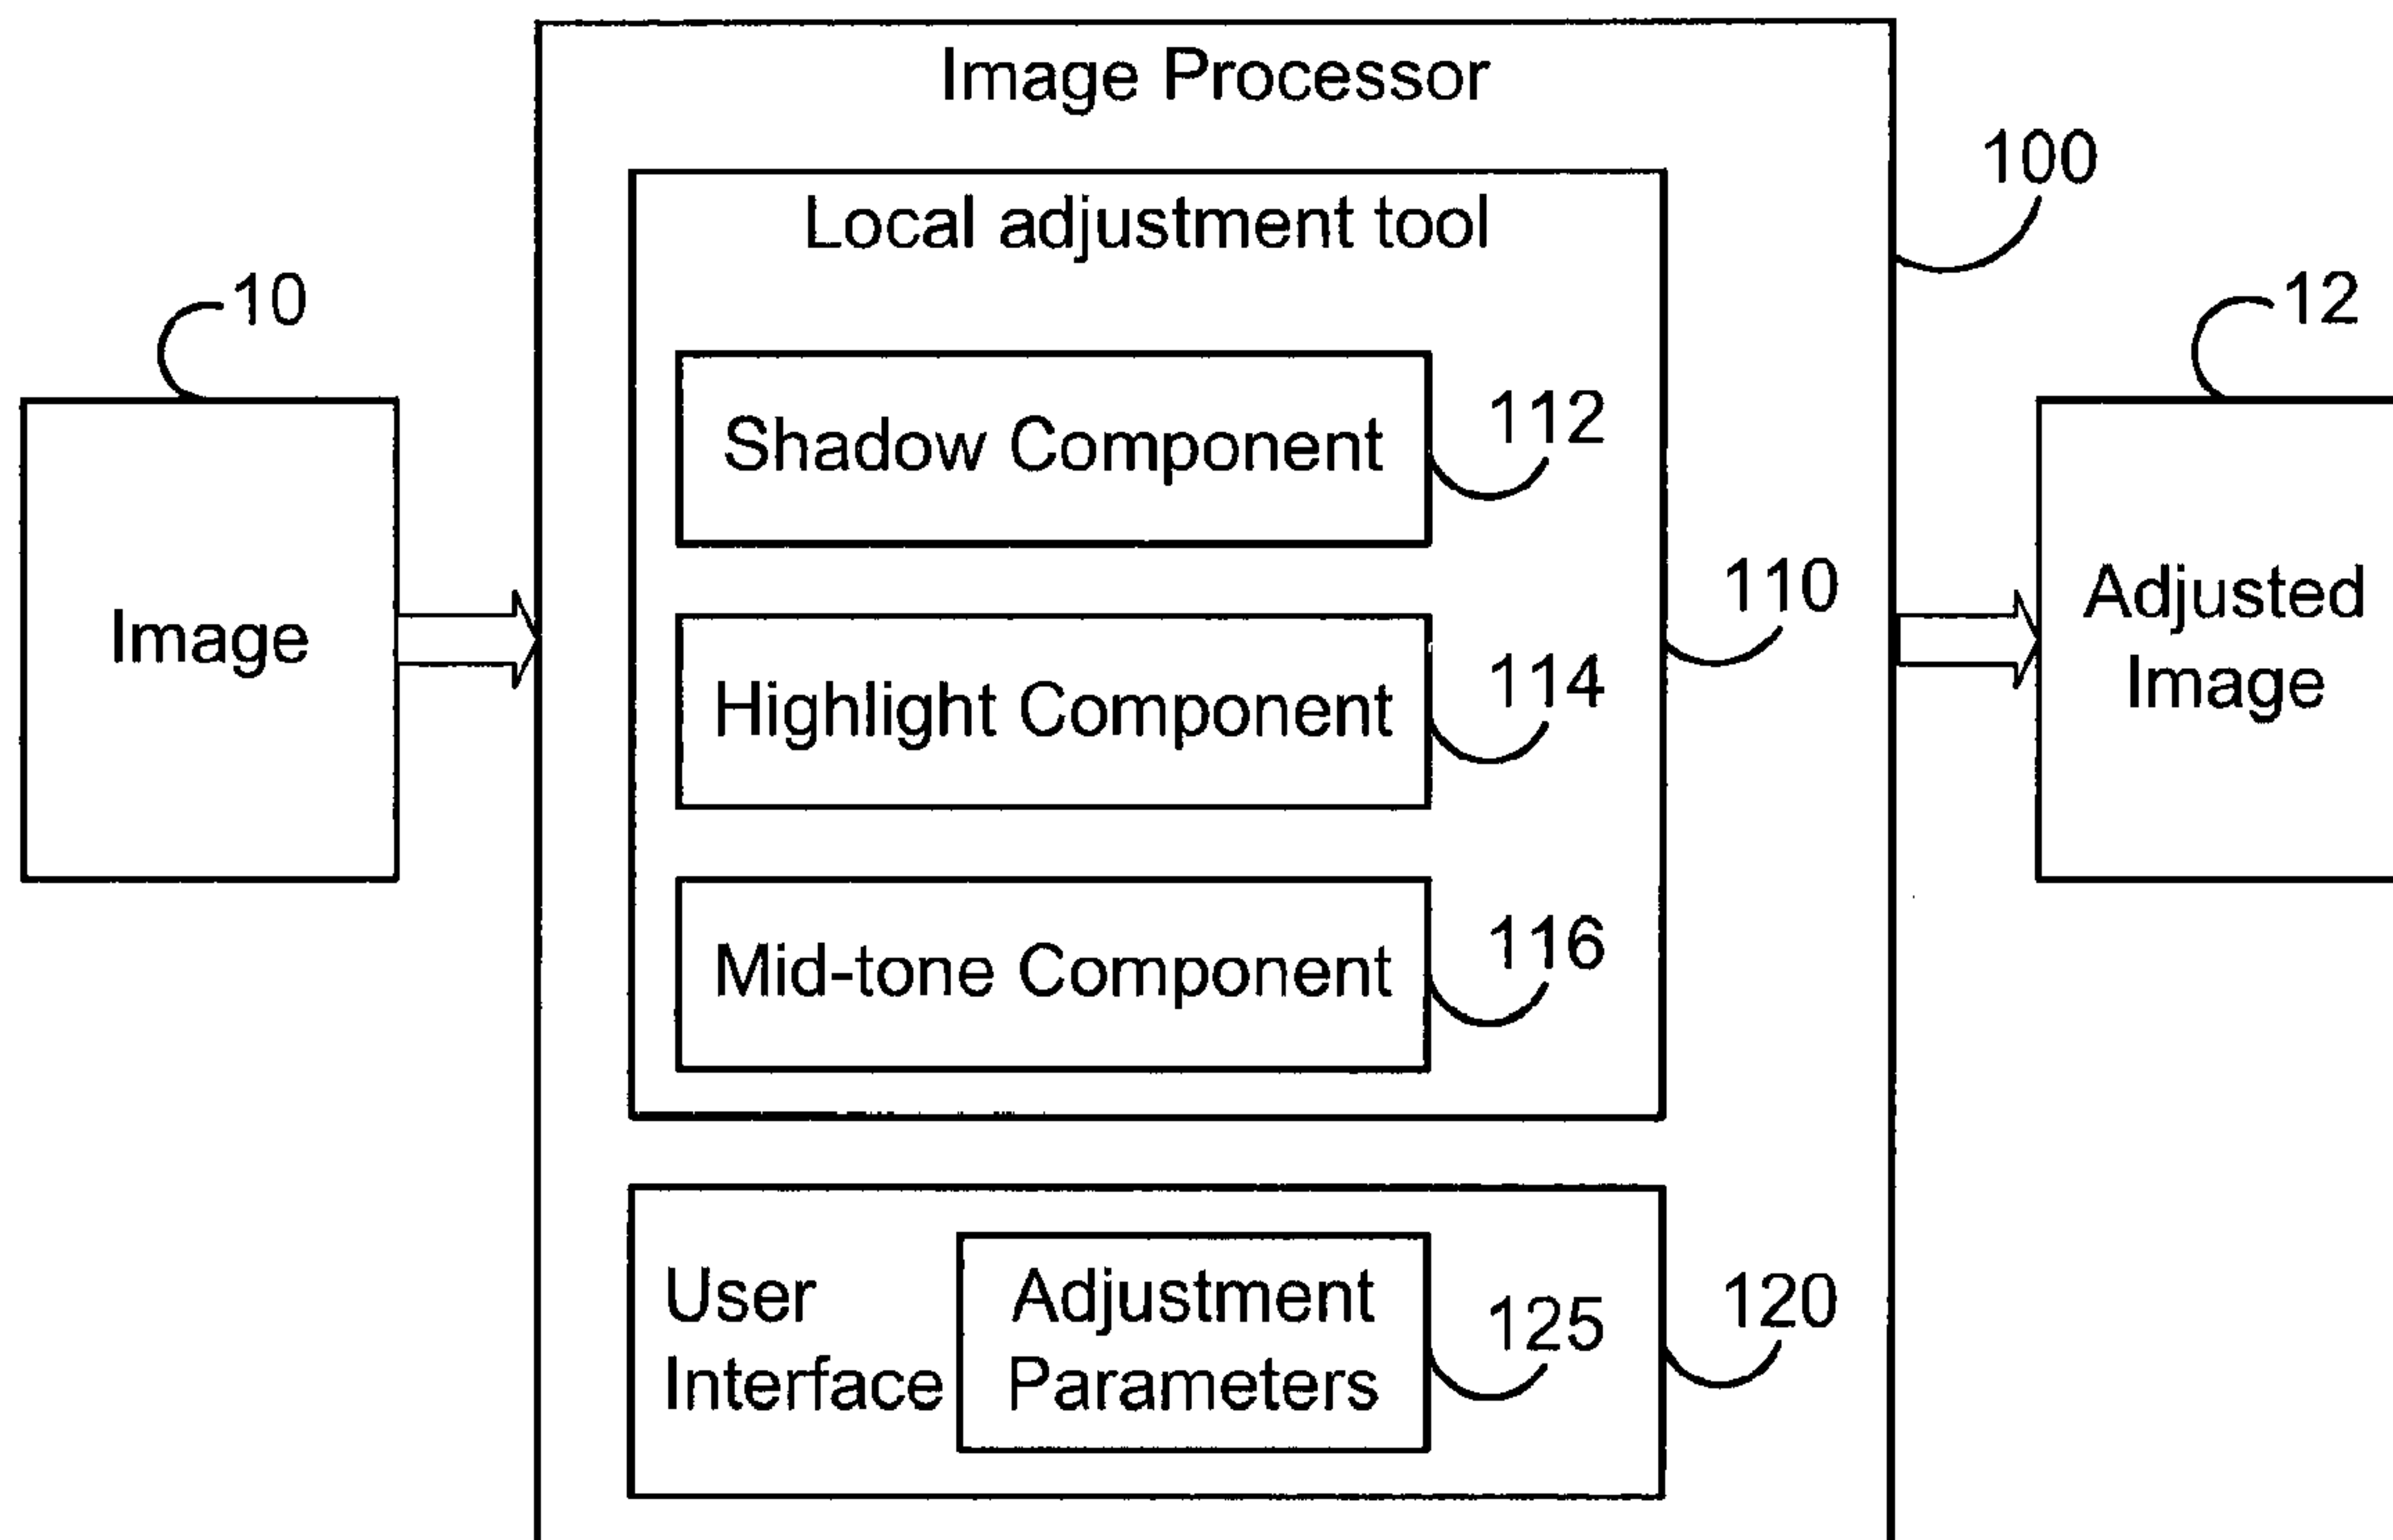 Image Processor
100
Local adjustment tool
10
12
Shadow Component
112
110
Image
Highlight Component
114
Adjusted
Image
Mid-tone Component
116
User
Interface
Adjustment
Parameters
125
120